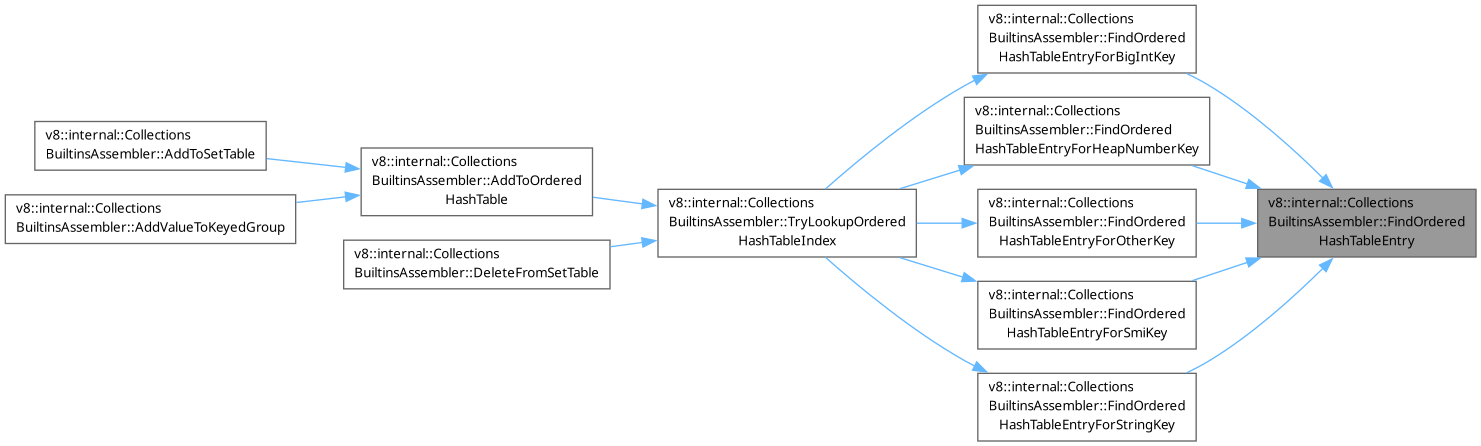 v8::internal::Collections
BuiltinsAssembler::AddToSetTable
v8::internal::Collections
BuiltinsAssembler::AddValueToKeyedGroup
v8::internal::Collections
BuiltinsAssembler::AddToOrdered
HashTable
v8::internal::Collections
BuiltinsAssembler::DeleteFromSetTable
v8::internal::Collections
BuiltinsAssembler::TryLookupOrdered
HashTableIndex
v8::internal::Collections
BuiltinsAssembler::FindOrdered
HashTableEntryForBigIntKey
v8::internal::Collections
BuiltinsAssembler::FindOrdered
HashTableEntryForHeapNumberKey
v8::internal::Collections
BuiltinsAssembler::FindOrdered
HashTableEntryForOtherKey
v8::internal::Collections
BuiltinsAssembler::FindOrdered
HashTableEntryForSmiKey
v8::internal::Collections
BuiltinsAssembler::FindOrdered
HashTableEntryForStringKey
v8::internal::Collections
BuiltinsAssembler::FindOrdered
HashTableEntry